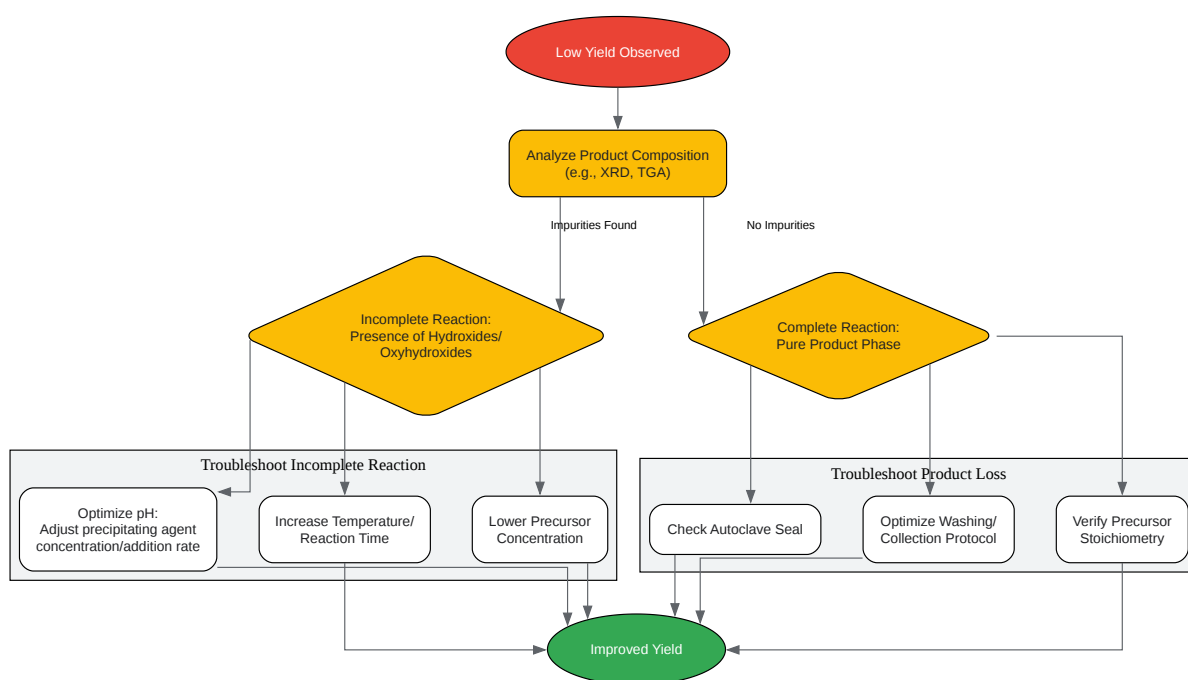 Low Yield Observed
Analyze Product Composition
(e.g., XRD, TGA)
Impurities Found
No Impurities
Incomplete Reaction:
Presence of Hydroxides/
Oxyhydroxides
Complete Reaction:
Pure Product Phase
Troubleshoot Incomplete Reaction
Optimize pH:
Adjust precipitating agent
concentration/addition rate
Increase Temperature/
Reaction Time
Lower Precursor
Concentration
Troubleshoot Product Loss
Check Autoclave Seal
Optimize Washing/
Collection Protocol
Verify Precursor
Stoichiometry
Improved Yield